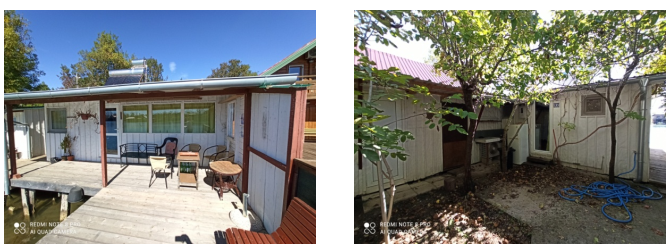 REDMI NOTE 8 PRO
AI QUAD CAMERA
REDMI NOTE 8 PRO
AI QUAD CAMERA